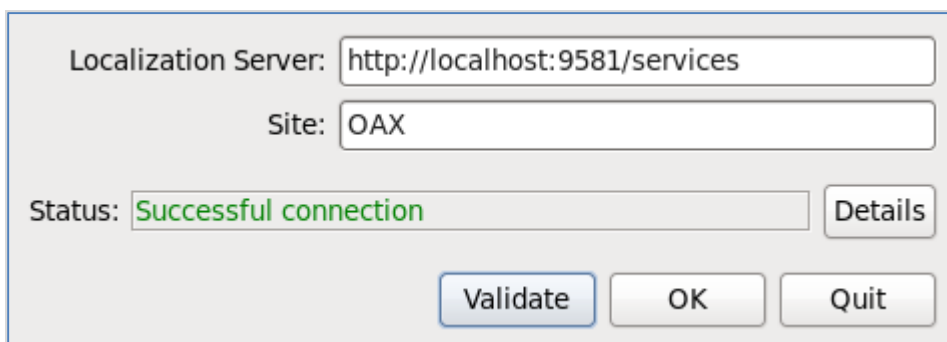 Localization Server: http://localhost:9581/services
Site: OAX
Status: Successful connection Details
Validate OK Quit